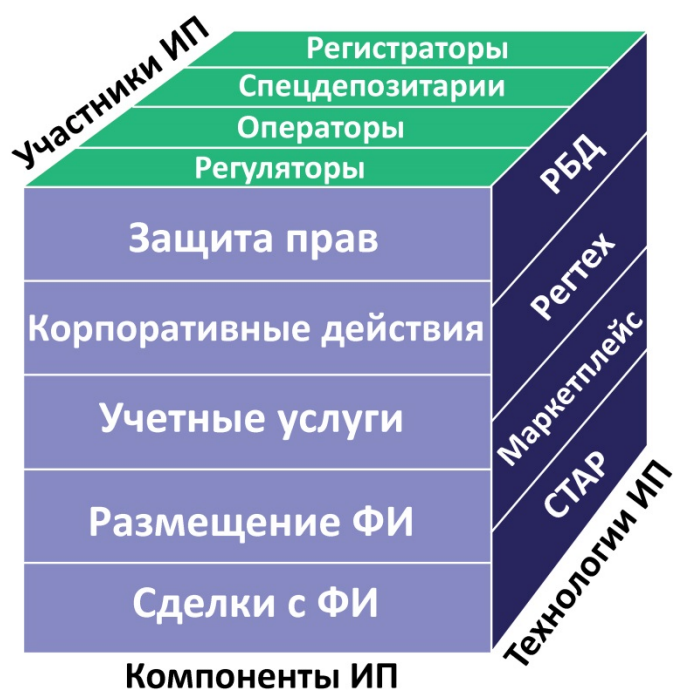 Участники ИП
Регистраторы
Спецдепозитарии
Операторы
Регуляторы
Защита прав
Корпоративные действия
Учетные услуги
Размещение ФИ
Сделки с ФИ
Компоненты ИП
РБД
Регтех
Маркетплейс
СТАР
Технологии ИП